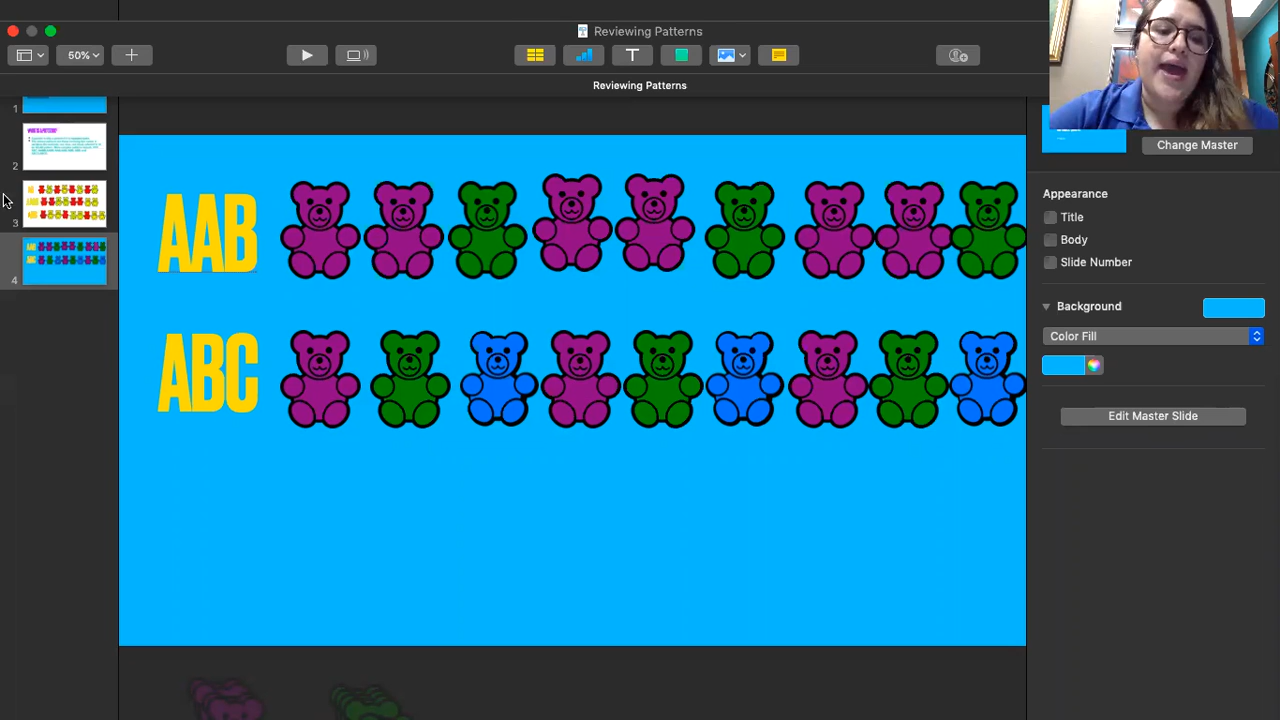 Reviewing Patterns
50%
Reviewing Patterns
1
2
3
4
AAB
ABC
Change Master
Appearance
Title
Body
Slide Number
Background
Color Fill
Edit Master Slide